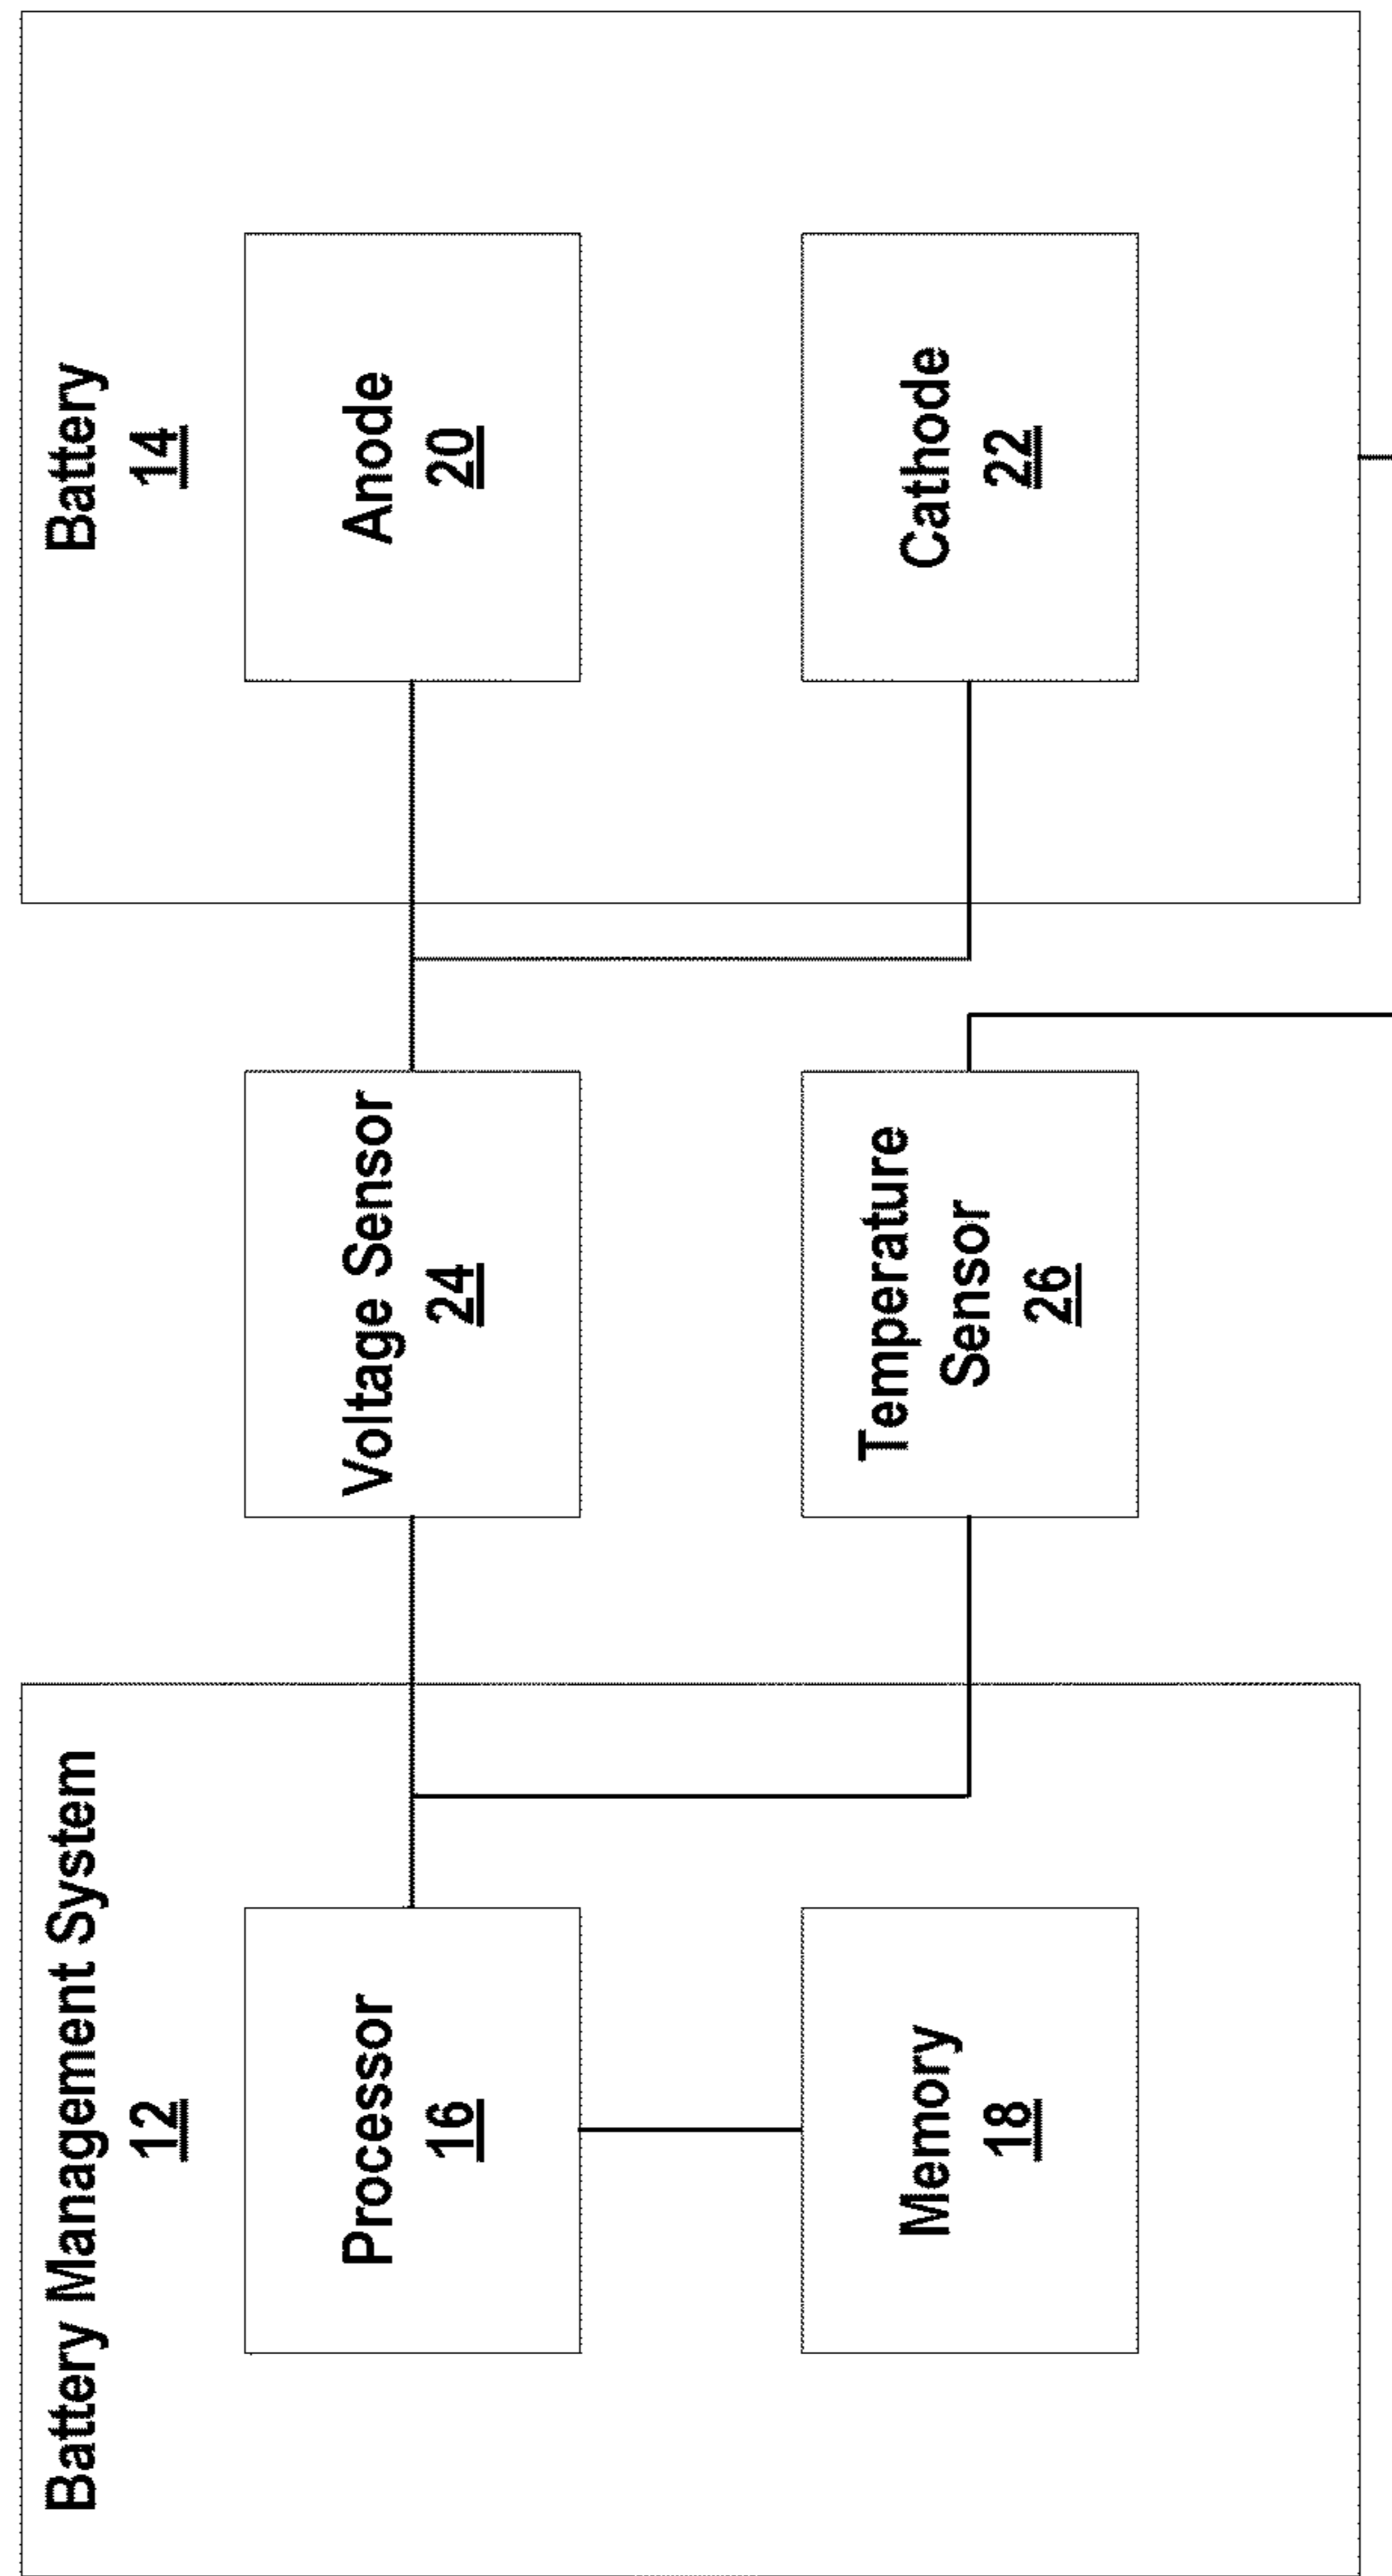 Battery Management System
12
Processor
16
Memory
18
Voltage Sensor
24
Temperature
Sensor
26
Battery
14
Anode
20
Cathode
22